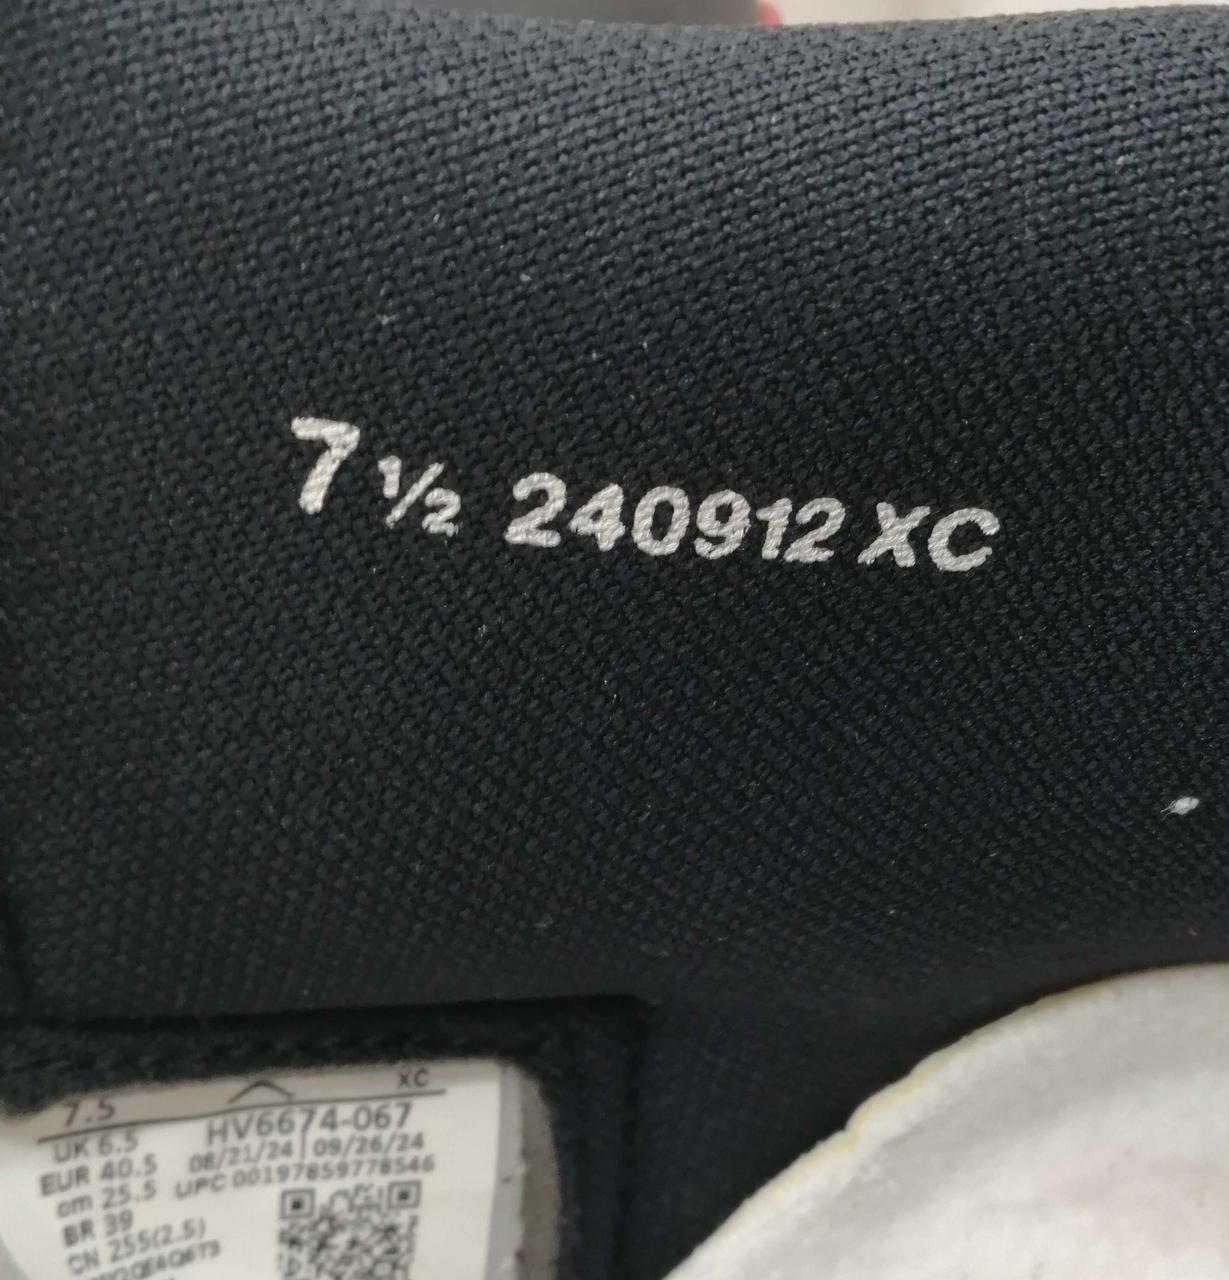 7 ½ 240912 XC
XC
7.5
HV6674-067
UK 6.5
08/21/24 | 09/26/24
EUR 40.5
UPC:00197859778546
cm 25.5
BR 39
CN 255(2.5)